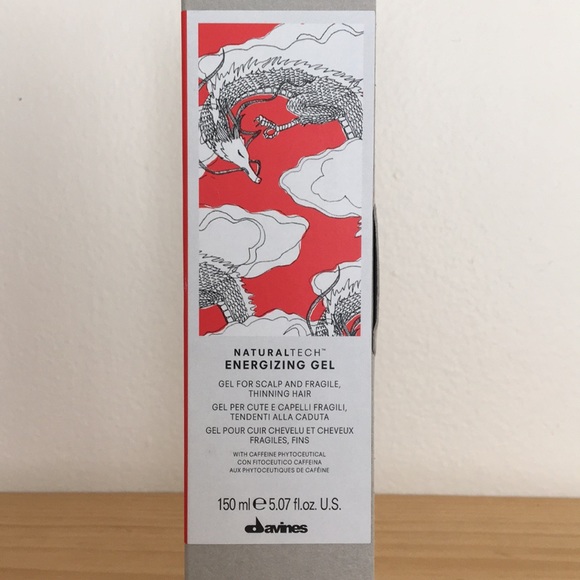 NATURALTECH™
ENERGIZING GEL
GEL FOR SCALP AND FRAGILE,
THINNING HAIR
GEL PER CUTE E CAPELLI FRAGILI,
TENDENTI ALLA CADUTA
GEL POUR CUIR CHEVELU ET CHEVEUX
FRAGILES, FINS
WITH CAFFEINE PHYTOCEUTICAL
CON FITOCEUTICO CAFFEINA
AUX PHYTOCEUTIQUES DE CAFÉINE
150 ml ℮ 5.07 fl.oz. U.S.
davines